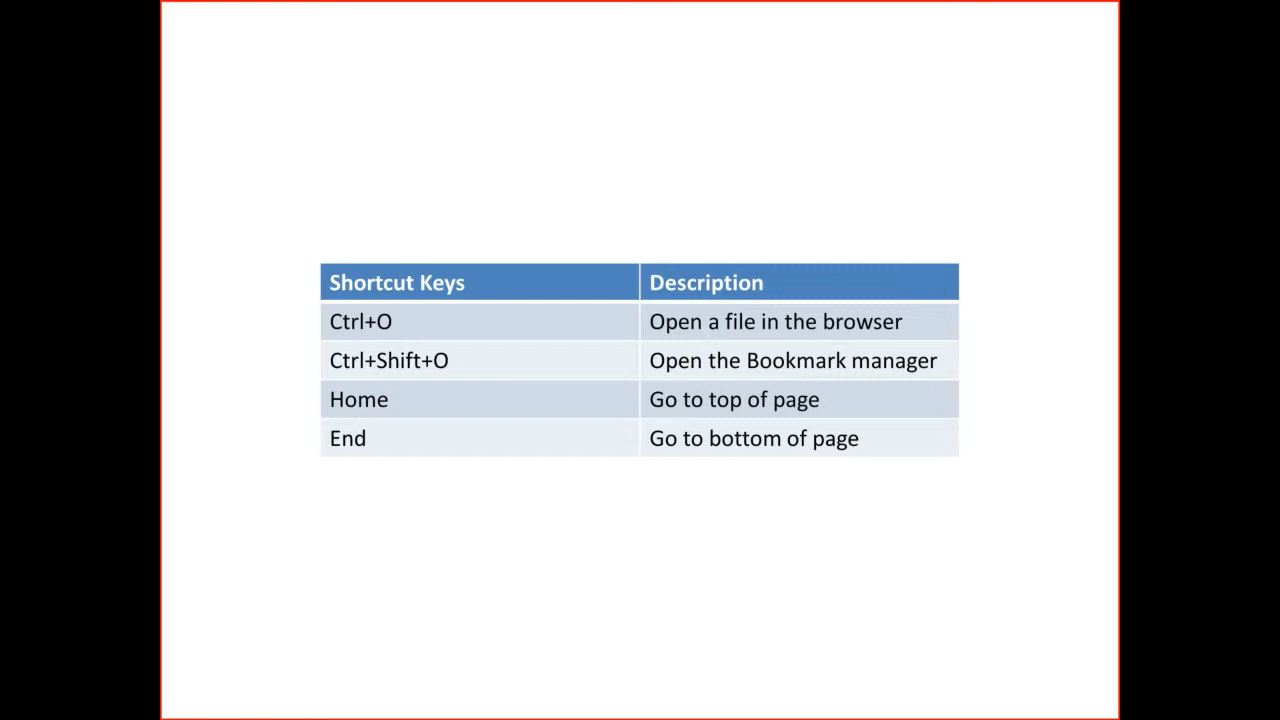 Shortcut Keys Description
Ctrl+O Open a file in the browser
Ctrl+Shift+O Open the Bookmark manager
Home Go to top of page
End Go to bottom of page